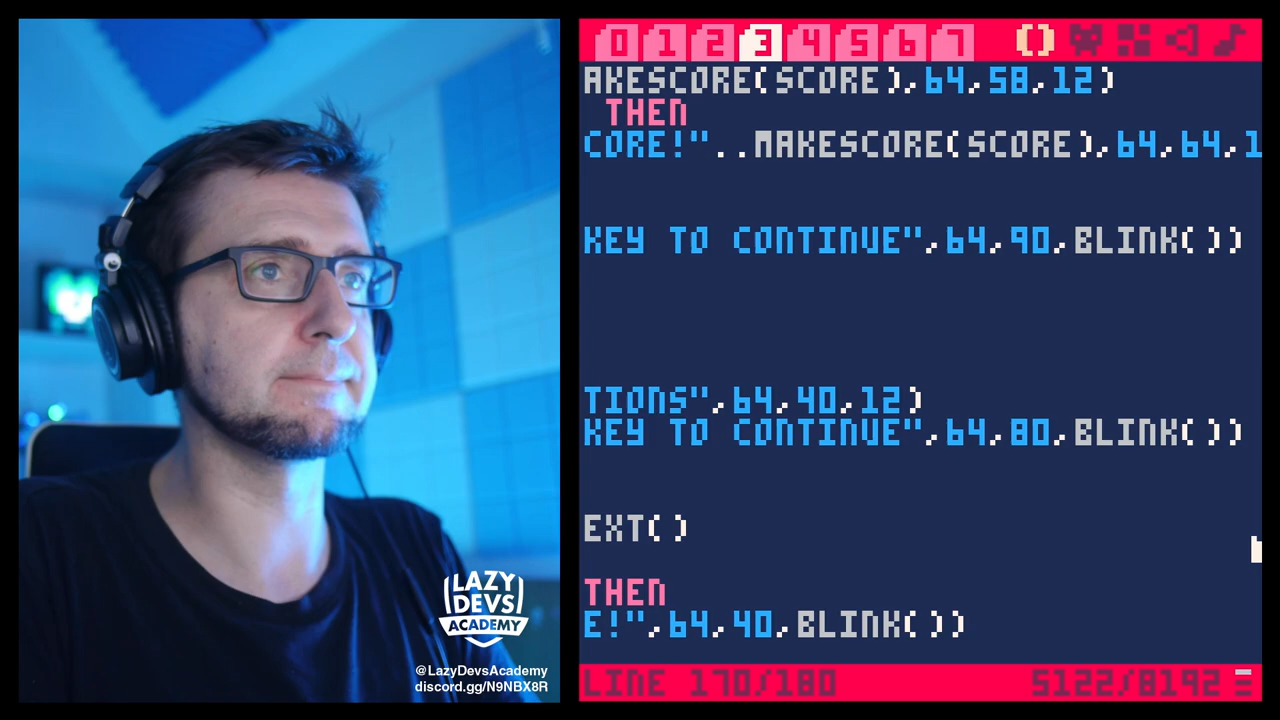 0 1 2 3 4 5 6 7 ()
AKESCORE(SCORE),64,58,12)
THEN
CORE!"..MAKESCORE(SCORE),64,64,1
KEY TO CONTINUE",64,90,BLINK())
TIONS",64,40,12)
KEY TO CONTINUE",64,80,BLINK())
EXT()
THEN
E!",64,40,BLINK())
LINE 170/180
5122/8192
LAZY
DEVS
ACADEMY
@LazyDevsAcademy
discord.gg/N9NBX8R